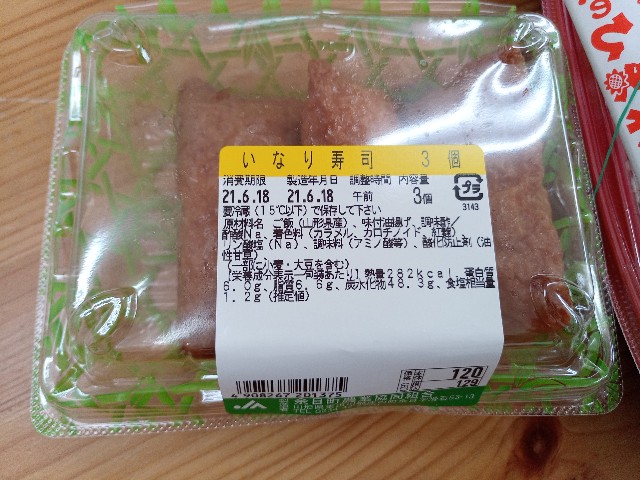 いなり寿司 3個
消費期限 製造年月日 調整時間 内容量
21.6.18 21.6.18 午前 3個
要冷蔵(15℃以下)で保存して下さい
プラ
3143
原材料名 ご飯(山形県産)、味付油揚げ、調味酢/
酢酸Na、着色料(カラメル、カロチノイド、紅麹)
リン酸塩(Na)、調味料(アミノ酸等)、酸化防止剤(油
性甘草)
(一部に小麦・大豆を含む)
(栄養成分表示一包装あたり)熱量282kcal、蛋白質
6.0g、脂質6.6g、炭水化物48.3g、食塩相当量
1.2g(推定値)
120
129
4908267201375